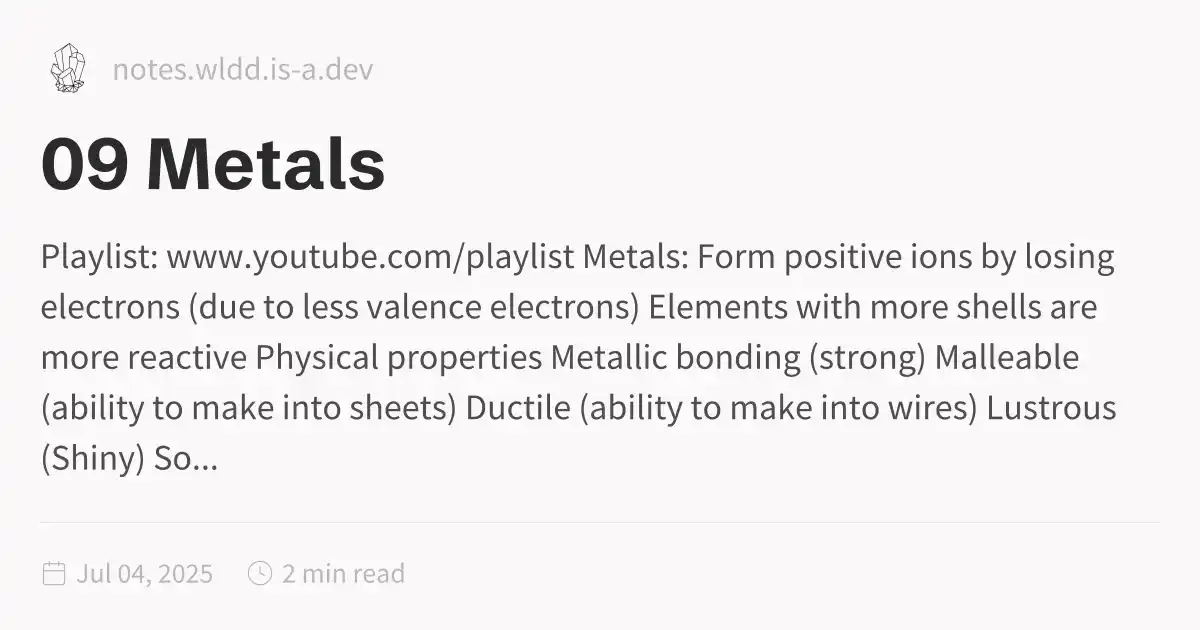 notes.wldd.is-a.dev
09 Metals
Playlist: www.youtube.com/playlist Metals: Form positive ions by losing
electrons (due to less valence electrons) Elements with more shells are
more reactive Physical properties Metallic bonding (strong) Malleable
(ability to make into sheets) Ductile (ability to make into wires) Lustrous
(Shiny) So...
Jul 04, 2025 2 min read